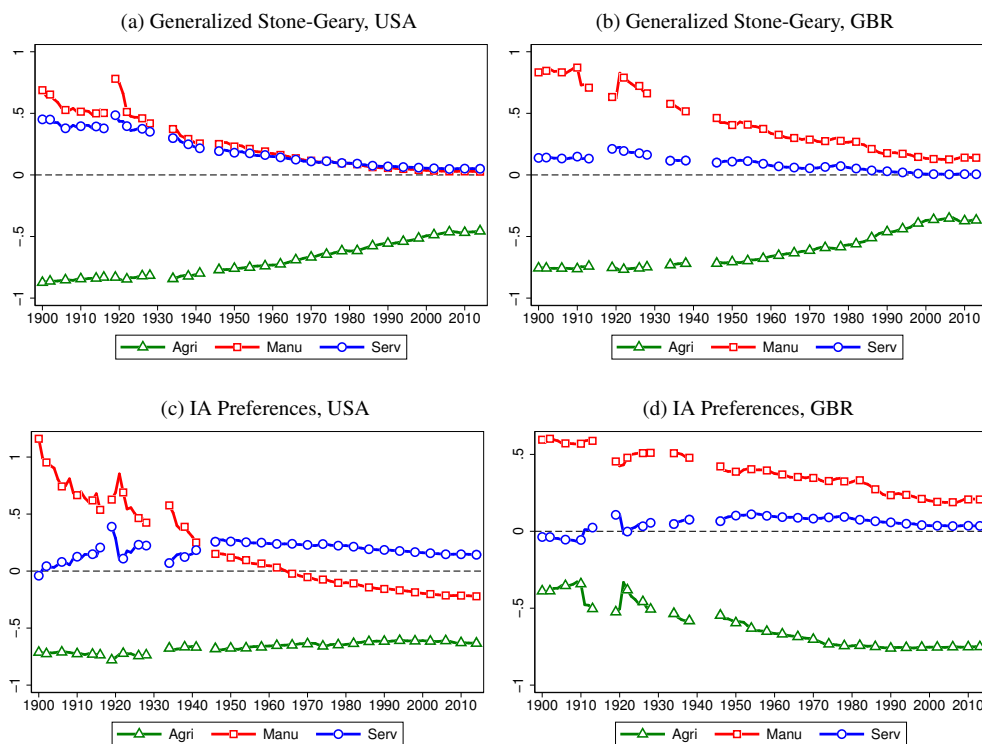 (a) Generalized Stone-Geary, USA
1
.5
0
-.5
-1
1900 1910 1920 1930 1940 1950 1960 1970 1980 1990 2000 2010
Agri Manu Serv
(b) Generalized Stone-Geary, GBR
1
.5
0
-.5
-1
1900 1910 1920 1930 1940 1950 1960 1970 1980 1990 2000 2010
Agri Manu Serv
(c) IA Preferences, USA
1
.5
0
-.5
-1
1900 1910 1920 1930 1940 1950 1960 1970 1980 1990 2000 2010
Agri Manu Serv
(d) IA Preferences, GBR
.5
0
-.5
-1
1900 1910 1920 1930 1940 1950 1960 1970 1980 1990 2000 2010
Agri Manu Serv